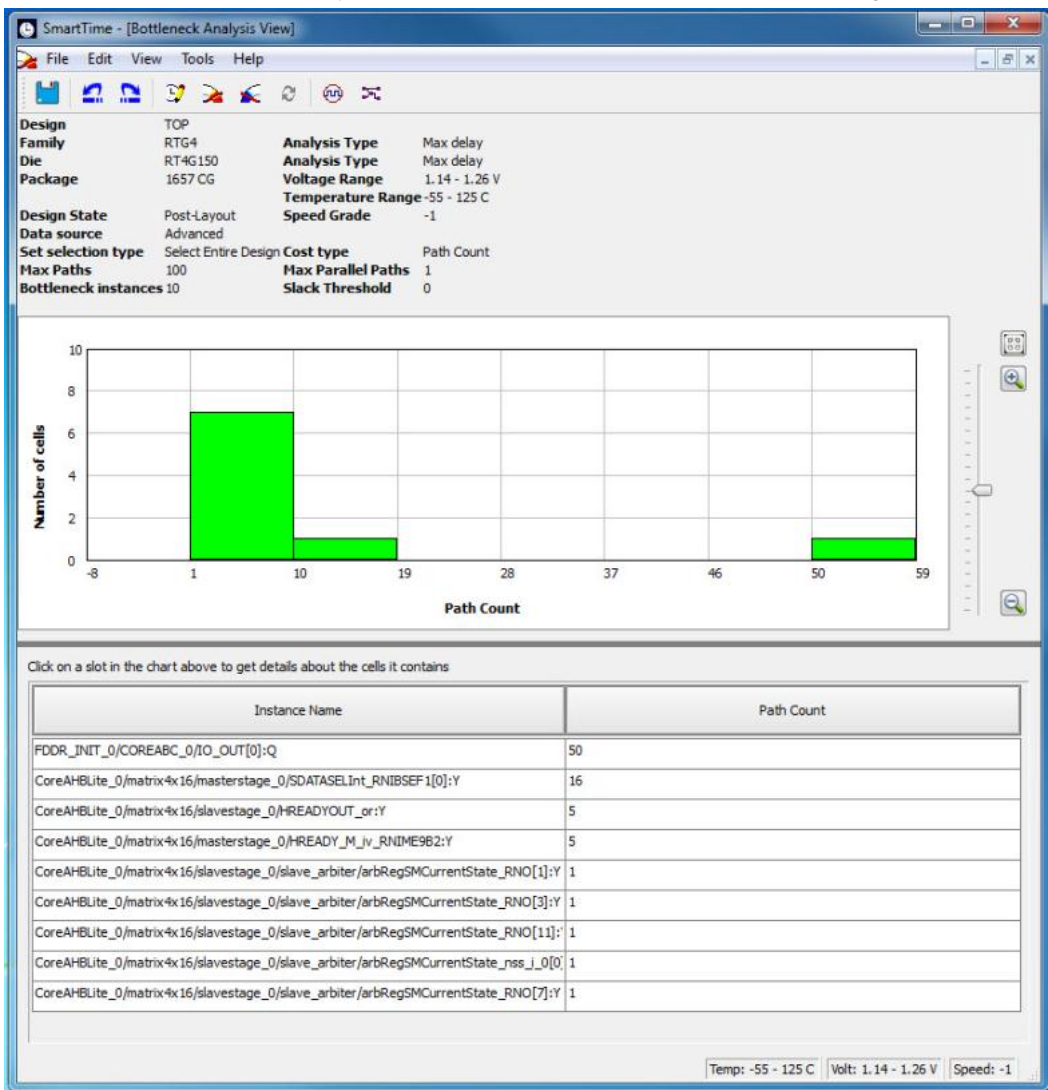 SmartTime - [Bottleneck Analysis View]
File Edit View Tools Help
Design TOP
Family RTG4 Analysis Type Max delay
Die RT4G150 Analysis Type Max delay
Package 1657 CG Voltage Range 1.14 - 1.26 V
Temperature Range -55 - 125 C
Design State Post-Layout Speed Grade -1
Data source Advanced
Set selection type Select Entire Design Cost type Path Count
Max Paths 100 Max Parallel Paths 1
Bottleneck instances 10 Slack Threshold 0
10
8
6
4
2
0
Number of cells
-8 1 10 19 28 37 46 50 59
Path Count
Click on a slot in the chart above to get details about the cells it contains
Instance Name Path Count
FDDR_INIT_0/COREABC_0/IO_OUT[0]:Q 50
CoreAHBLite_0/matrix4x16/masterstage_0/SDATASELInt_RNIBSEF1[0]:Y 16
CoreAHBLite_0/matrix4x16/slavestage_0/HREADYOUT_or:Y 5
CoreAHBLite_0/matrix4x16/masterstage_0/HREADY_M_iv_RNIME9B2:Y 5
CoreAHBLite_0/matrix4x16/slavestage_0/slave_arbiter/arbRegSMCurrentState_RNO[1]:Y 1
CoreAHBLite_0/matrix4x16/slavestage_0/slave_arbiter/arbRegSMCurrentState_RNO[3]:Y 1
CoreAHBLite_0/matrix4x16/slavestage_0/slave_arbiter/arbRegSMCurrentState_RNO[11]: 1
CoreAHBLite_0/matrix4x16/slavestage_0/slave_arbiter/arbRegSMCurrentState_nss_i_0[0 1
CoreAHBLite_0/matrix4x16/slavestage_0/slave_arbiter/arbRegSMCurrentState_RNO[7]:Y 1
Temp: -55 - 125 C Volt: 1.14 - 1.26 V Speed: -1